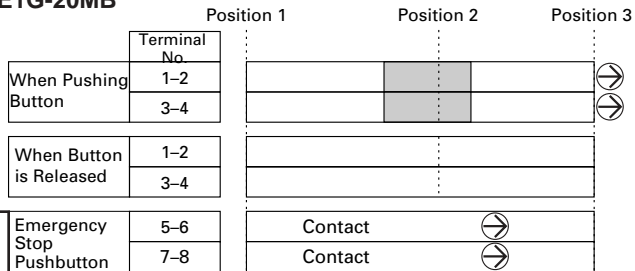 E1G-20MB
Position 1 Position 2 Position 3
Terminal
No.
When Pushing
Button
1–2
3–4
When Button
is Released
1–2
3–4
Emergency
Stop
Pushbutton
5–6 Contact
7–8 Contact